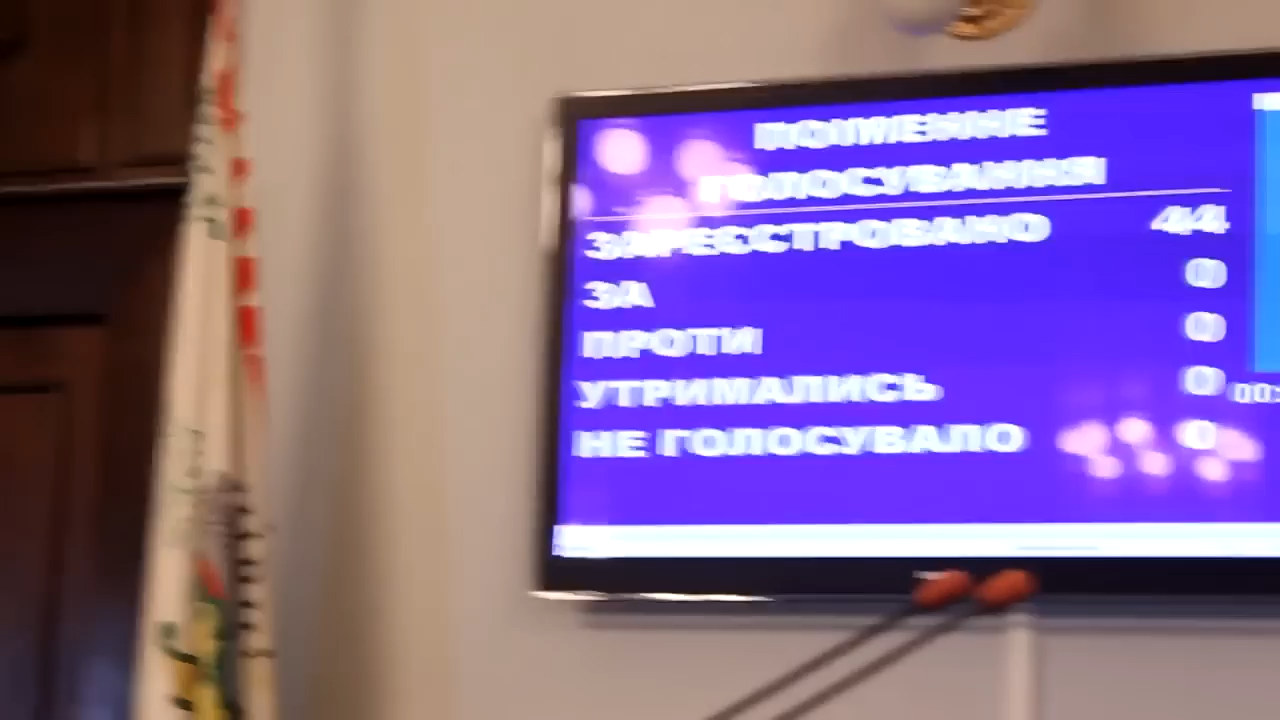 ПОІМЕННЕ
ГОЛОСУВАННЯ
ЗАРЕЄСТРОВАНО 44
ЗА 0
ПРОТИ 0
УТРИМАЛИСЬ 0
НЕ ГОЛОСУВАЛО 0